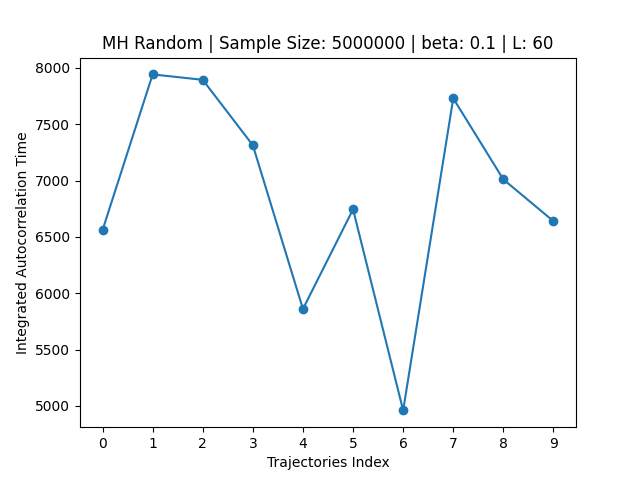 MH Random | Sample Size: 5000000 | beta: 0.1 | L: 60
Integrated Autocorrelation Time
8000
7500
7000
6500
6000
5500
5000
0 1 2 3 4 5 6 7 8 9
Trajectories Index